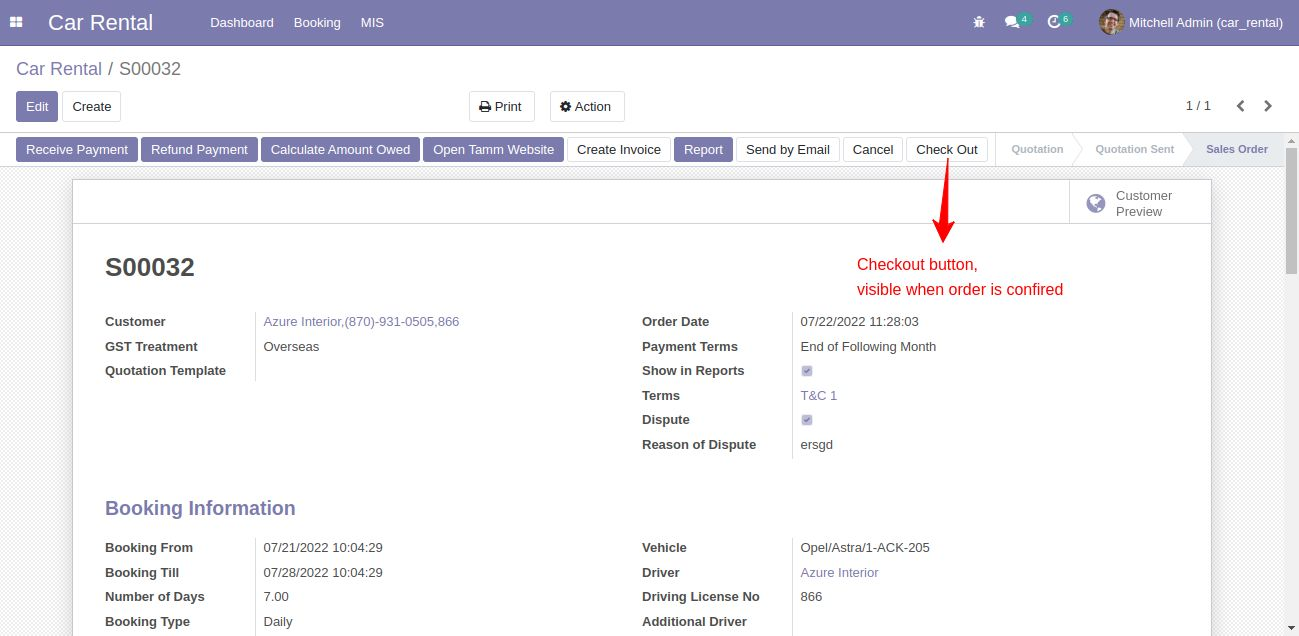 Car Rental Dashboard Booking MIS 4 6 Mitchell Admin (car_rental)
Car Rental / S00032
Edit Create Print Action 1 / 1
Receive Payment Refund Payment Calculate Amount Owed Open Tamm Website Create Invoice Report Send by Email Cancel Check Out Quotation Quotation Sent Sales Order
Customer
Preview
S00032
Checkout button,
visible when order is confired
Customer Azure Interior,(870)-931-0505,866 Order Date 07/22/2022 11:28:03
GST Treatment Overseas Payment Terms End of Following Month
Quotation Template Show in Reports
Terms T&C 1
Dispute
Reason of Dispute ersgd
Booking Information
Booking From 07/21/2022 10:04:29 Vehicle Opel/Astra/1-ACK-205
Booking Till 07/28/2022 10:04:29 Driver Azure Interior
Number of Days 7.00 Driving License No 866
Booking Type Daily Additional Driver